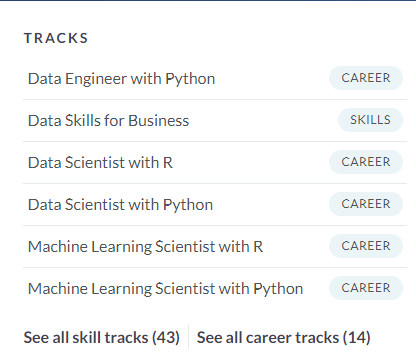 TRACKS
Data Engineer with Python CAREER
Data Skills for Business SKILLS
Data Scientist with R CAREER
Data Scientist with Python CAREER
Machine Learning Scientist with R CAREER
Machine Learning Scientist with Python CAREER
See all skill tracks (43) See all career tracks (14)